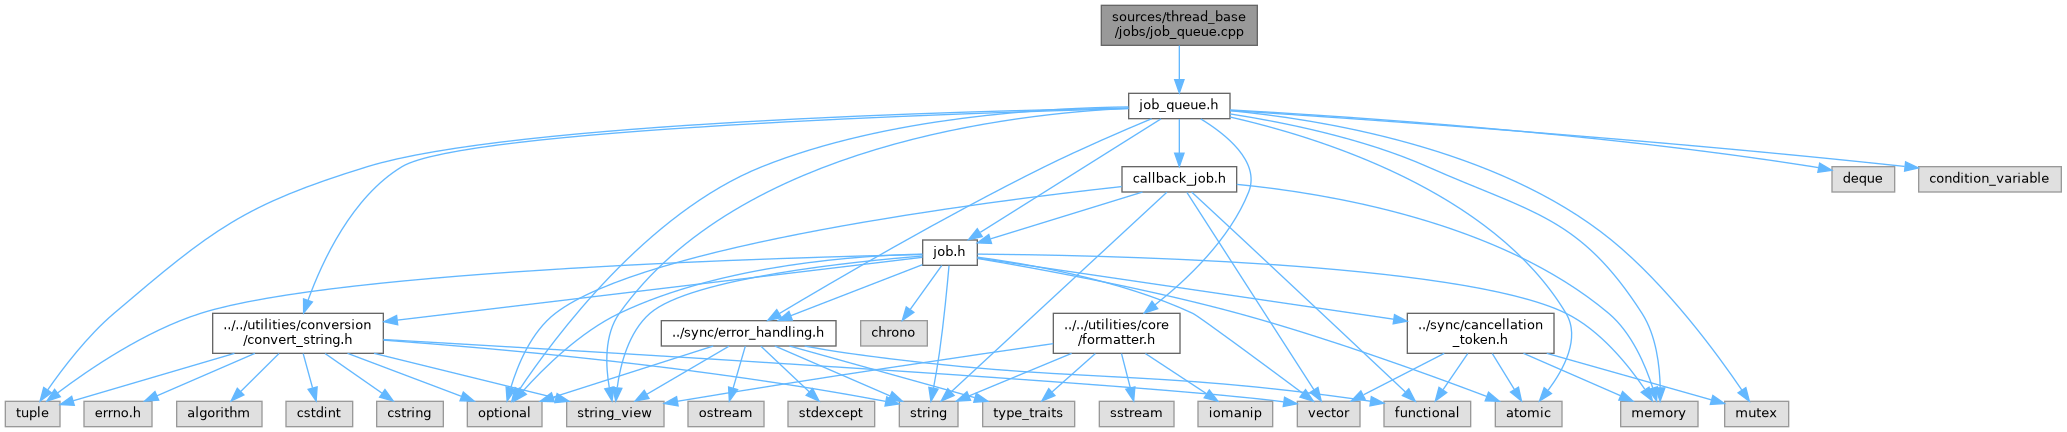 sources/thread_base
/jobs/job_queue.cpp
job_queue.h
callback_job.h
deque
condition_variable
job.h
../../utilities/conversion
/convert_string.h
../sync/error_handling.h
chrono
../../utilities/core
/formatter.h
../sync/cancellation
_token.h
tuple
errno.h
algorithm
cstdint
cstring
optional
string_view
ostream
stdexcept
string
type_traits
sstream
iomanip
vector
functional
atomic
memory
mutex